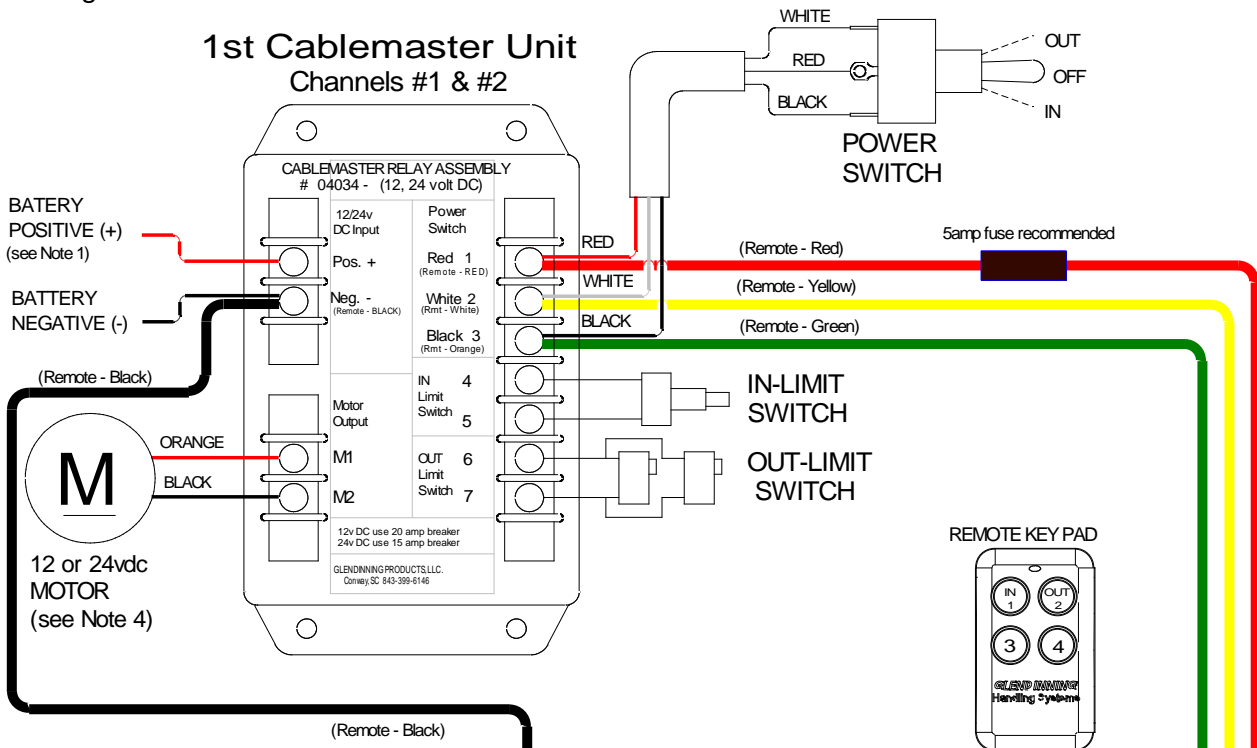 1st Cablemaster Unit
Channels #1 & #2
WHITE
RED
BLACK
OUT
OFF
IN
POWER
SWITCH
CABLEMASTER RELAY ASSEMBLY
# 04034 - (12, 24 volt DC)
BATERY
POSITIVE (+)
(see Note 1)
BATTERY
NEGATIVE (-)
12/24v
DC Input
Pos. +
Neg. -
(Remote - BLACK)
Power
Switch
Red 1
(Remote - RED)
White 2
(Rmt - White)
Black 3
(Rmt - Orange)
RED
WHITE
BLACK
(Remote - Red)
5amp fuse recommended
(Remote - Yellow)
(Remote - Green)
(Remote - Black)
IN 4
Limit
Switch 5
IN-LIMIT
SWITCH
Motor
Output
M1
M2
OUT 6
Limit
Switch 7
OUT-LIMIT
SWITCH
ORANGE
BLACK
M
12 or 24vdc
MOTOR
(see Note 4)
12v DC use 20 amp breaker
24v DC use 15 amp breaker
GLENDINNING PRODUCTS, LLC.
Conway, SC 843-399-6146
REMOTE KEY PAD
IN
1
OUT
2
3
4
GLENDINNING
Handling Systems
(Remote - Black)